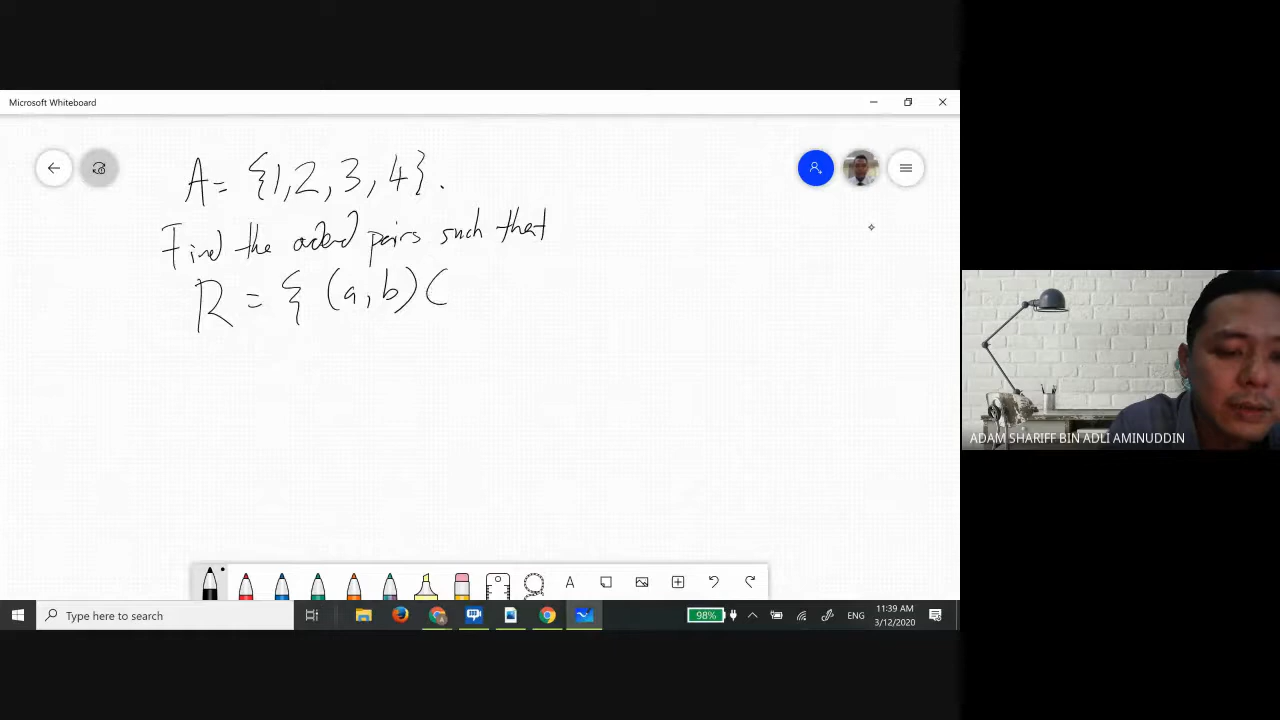 Microsoft Whiteboard
A = {1, 2, 3, 4}.
Find the such that
pairs
R = { (a, b) (
ADAM SHARIFF BIN ADLI AMINUDDIN
A
Type here to search
98%
ENG
11:39 AM
3/12/2020